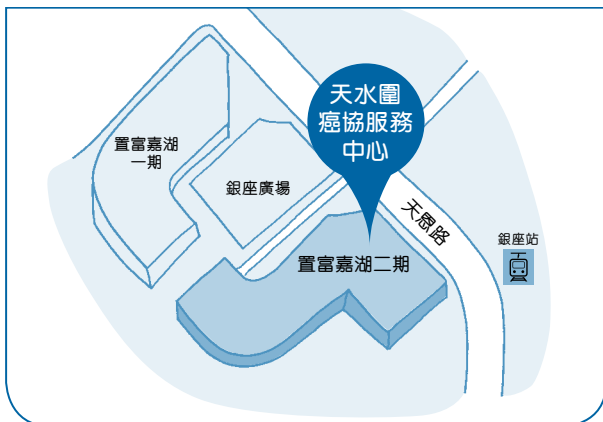 天水圍
癌協服務
中心
置富嘉湖
一期
銀座廣場
天恩路
銀座站
置富嘉湖二期